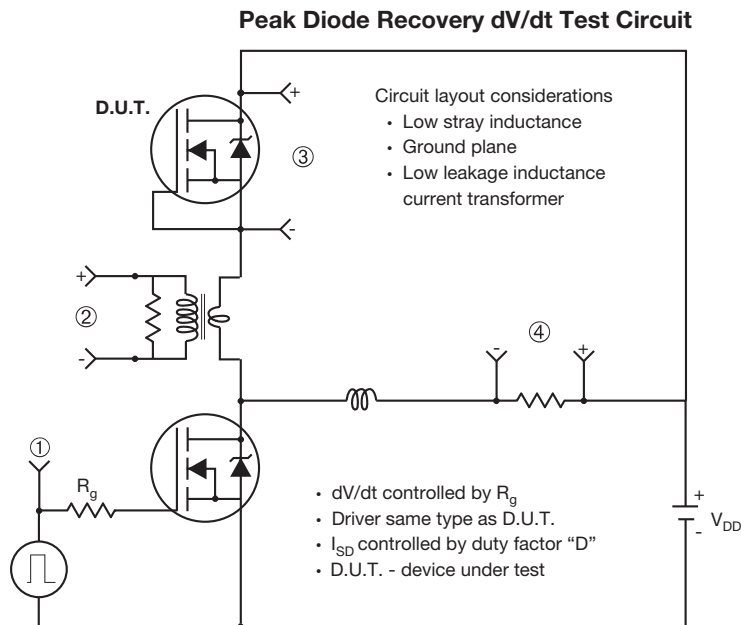 Peak Diode Recovery dV/dt Test Circuit
D.U.T.
+
③
-
Circuit layout considerations
• Low stray inductance
• Ground plane
• Low leakage inductance
current transformer
+
②
-
-
④
+
①
Rg
• dV/dt controlled by Rg
• Driver same type as D.U.T.
• ISD controlled by duty factor “D”
• D.U.T. - device under test
+
VDD
-